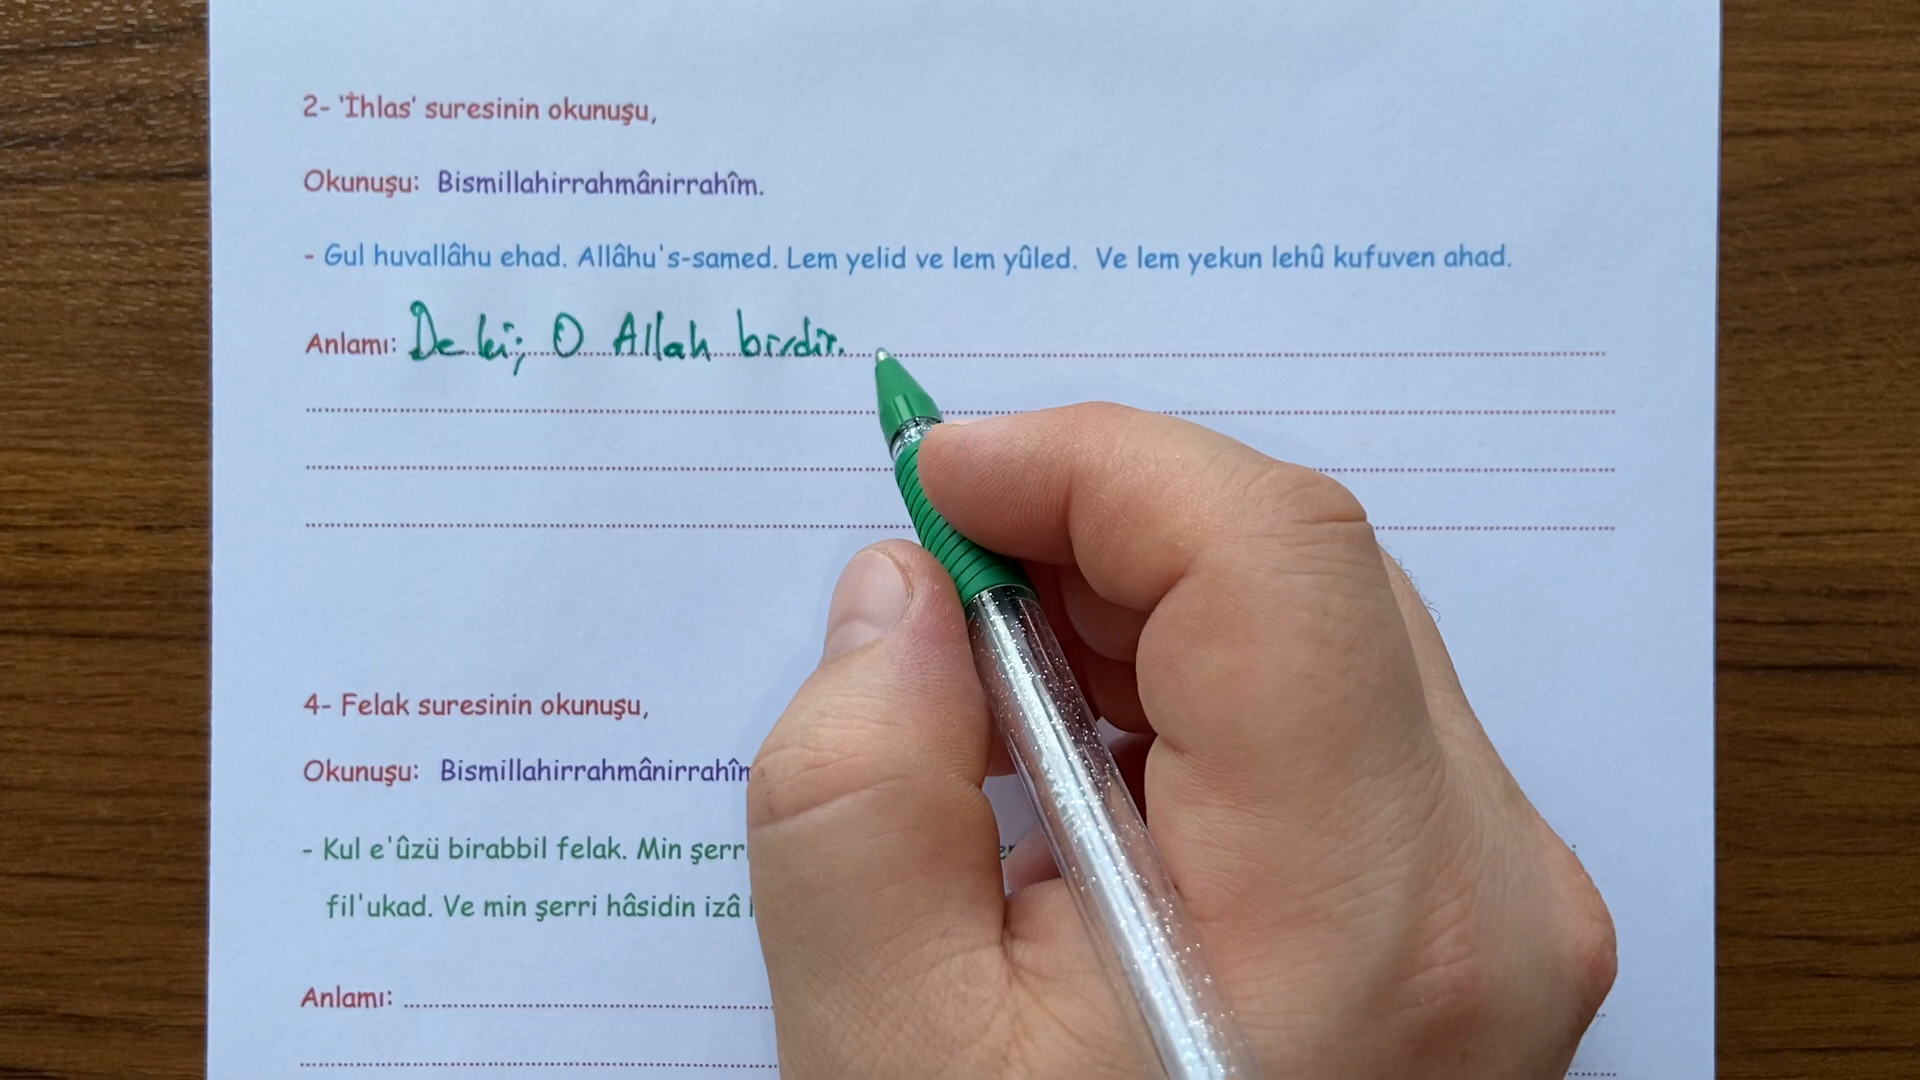 2- 'İhlas' suresinin okunuşu,
Okunuşu: Bismillahirrahmânirrahîm.
- Gul huvallâhu ehad. Allâhu's-samed. Lem yelid ve lem yûled. Ve lem yekun lehû kufuven ahad.
Anlamı: De ki; O Allah birdir.
4- Felak suresinin okunuşu,
Okunuşu: Bismillahirrahmânirrahîm
- Kul e'ûzü birabbil felak. Min şerri
fil'ukad. Ve min şerri hâsidin izâ
Anlamı: